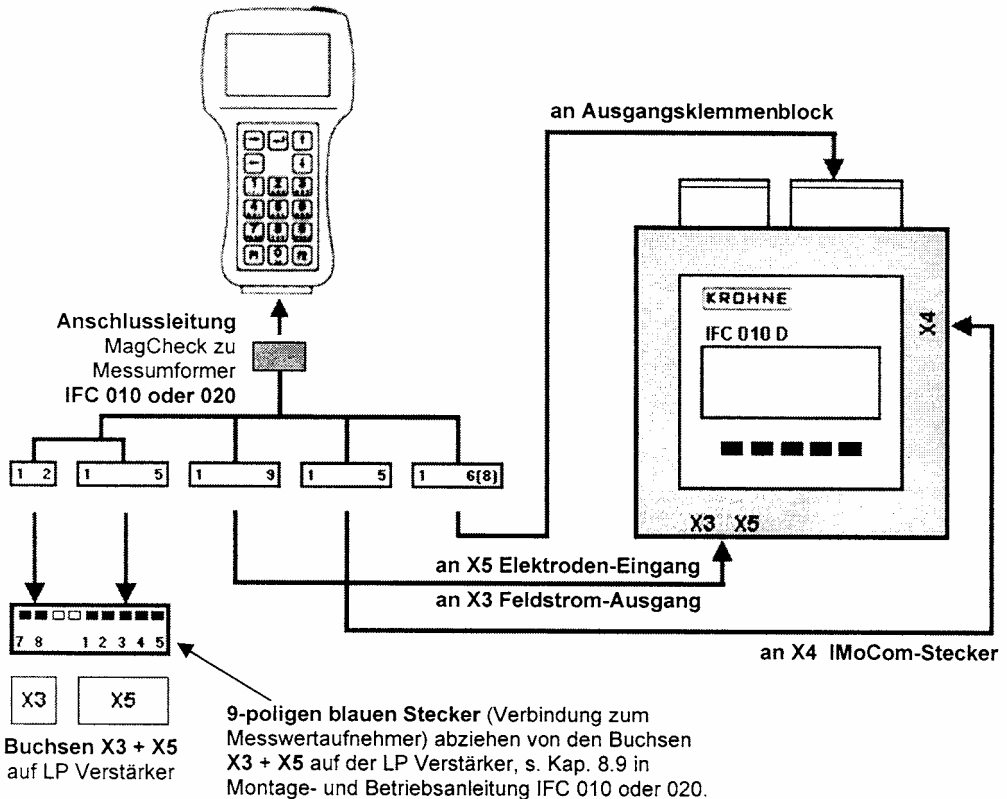 an Ausgangsklemmenblock
KROHNE
IFC 010 D
X4
X3 X5
Anschlussleitung
MagCheck zu
Messumformer
IFC 010 oder 020
1 2
1 5
1 9
1 5
1 6(8)
an X5 Elektroden-Eingang
an X3 Feldstrom-Ausgang
an X4 IMoCom-Stecker
7 8 1 2 3 4 5
X3 X5
Buchsen X3 + X5
auf LP Verstärker
9-poligen blauen Stecker (Verbindung zum
Messwertaufnehmer) abziehen von den Buchsen
X3 + X5 auf der LP Verstärker, s. Kap. 8.9 in
Montage- und Betriebsanleitung IFC 010 oder 020.